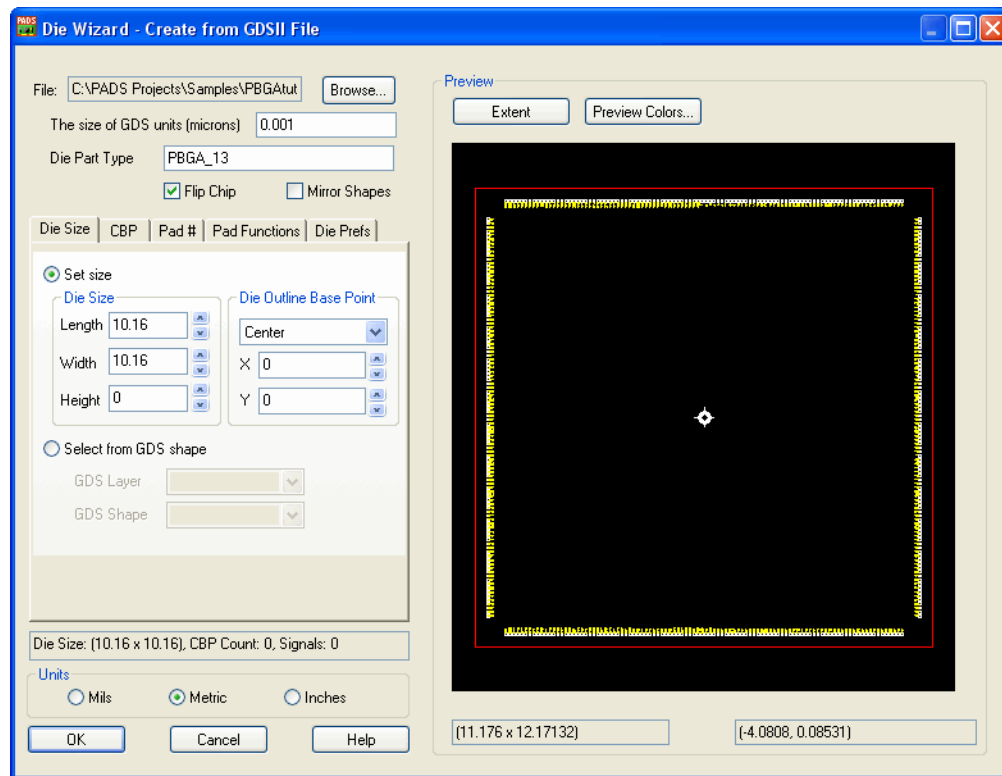 PADS
Die Wizard - Create from GDSII File
File: C:\PADS Projects\Samples\PBGAtut Browse...
The size of GDS units (microns) 0.001
Die Part Type PBGA_13
Flip Chip Mirror Shapes
Die Size CBP Pad # Pad Functions Die Prefs
Set size
Die Size Die Outline Base Point
Length 10.16 Center
Width 10.16 X 0
Height 0 Y 0
Select from GDS shape
GDS Layer
GDS Shape
Die Size: (10.16 x 10.16), CBP Count: 0, Signals: 0
Units
Mils Metric Inches
OK Cancel Help
Preview
Extent Preview Colors...
(11.176 x 12.17132) (-4.0808, 0.08531)